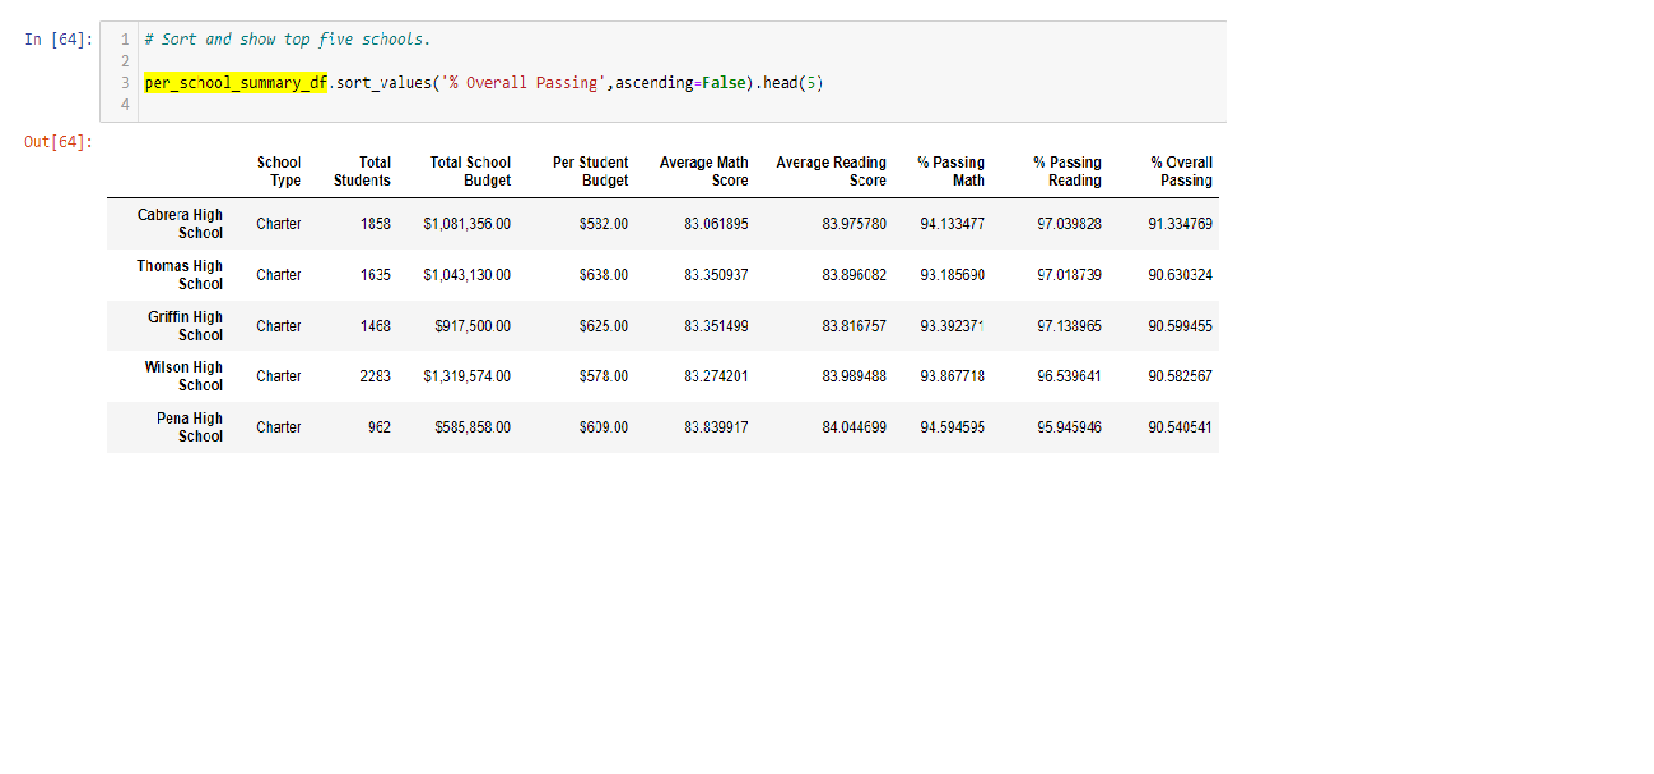 In [64]:
1 # Sort and show top five schools.
2
3 per_school_summary_df.sort_values('% Overall Passing',ascending=False).head(5)
4
Out[64]:
School Type Total Students Total School Budget Per Student Budget Average Math Score Average Reading Score % Passing Math % Passing Reading % Overall Passing
Cabrera High School Charter 1858 $1,081,356.00 $582.00 83.061895 83.975780 94.133477 97.039828 91.334769
Thomas High School Charter 1635 $1,043,130.00 $638.00 83.350937 83.896082 93.185690 97.018739 90.630324
Griffin High School Charter 1468 $917,500.00 $625.00 83.351499 83.816757 93.392371 97.138965 90.599455
Wilson High School Charter 2283 $1,319,574.00 $578.00 83.274201 83.989488 93.867718 96.539641 90.582567
Pena High School Charter 962 $585,858.00 $609.00 83.839917 84.044699 94.594595 95.945946 90.540541